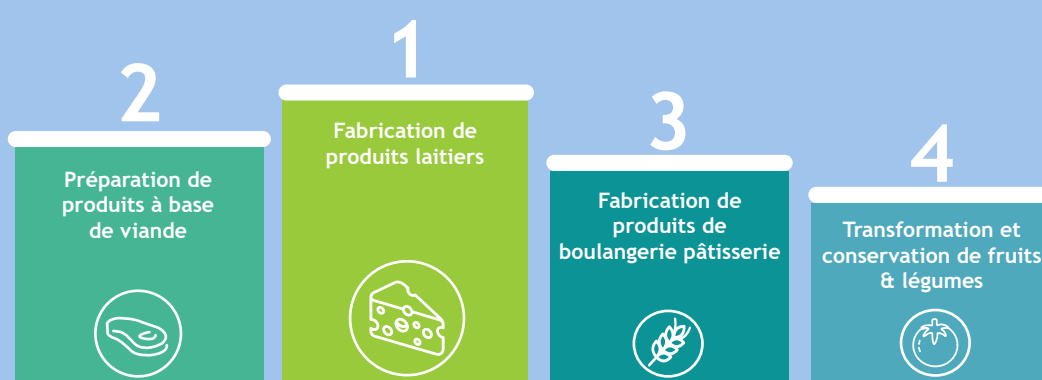 2
Préparation de
produits à base
de viande
1
Fabrication de
produits laitiers
3
Fabrication de
produits de
boulangerie pâtisserie
4
Transformation et
conservation de fruits
& légumes